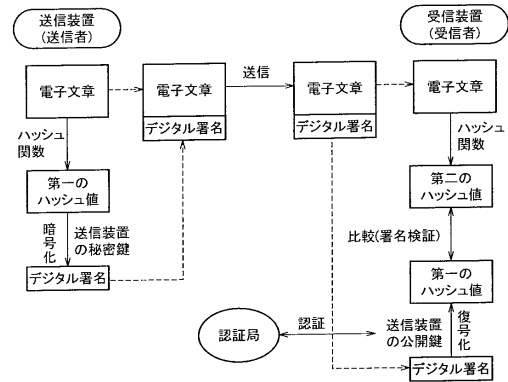 送信装置
(送信者)
受信装置
(受信者)
電子文章
電子文章
デジタル署名
送信
電子文章
デジタル署名
電子文章
ハッシュ
関数
第一の
ハッシュ値
暗号化
送信装置
の秘密鍵
デジタル署名
ハッシュ
関数
第二の
ハッシュ値
比較(署名検証)
第一の
ハッシュ値
認証局
認証
送信装置
の公開鍵
復号化
デジタル署名